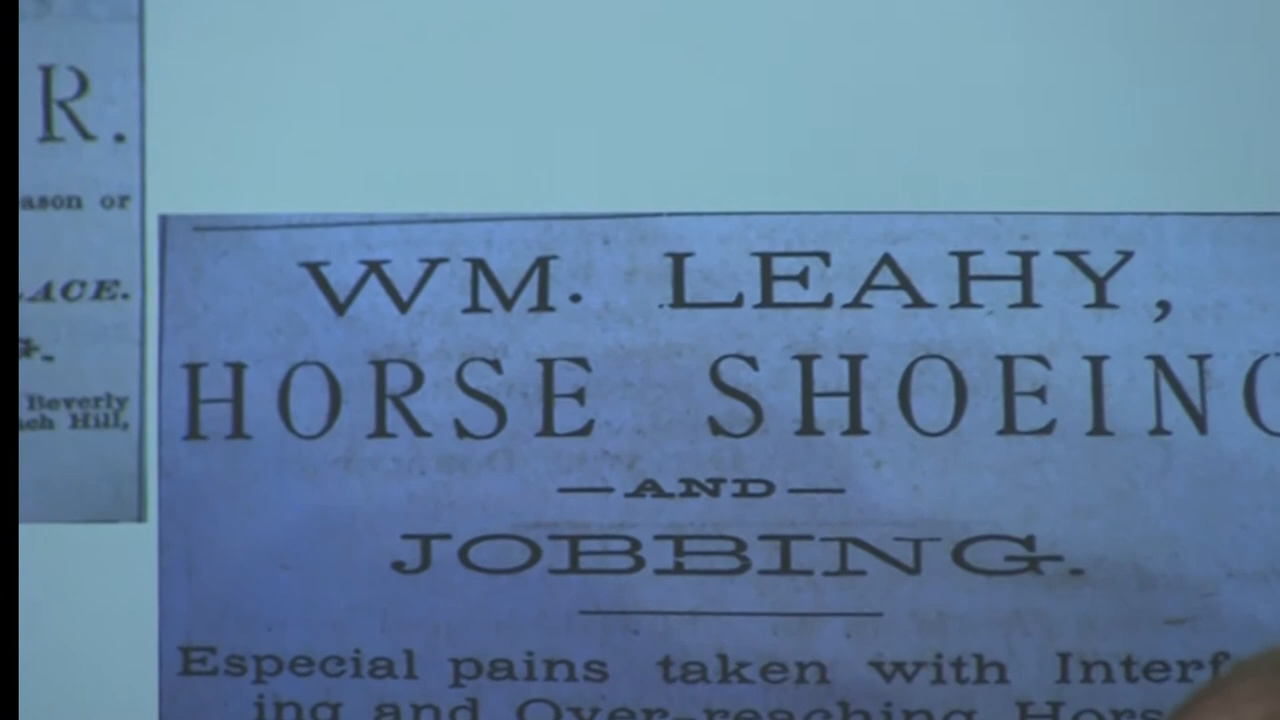 R.
ason or
ACE.
Beverly
ch Hill,
WM. LEAHY,
HORSE SHOEING
—AND—
JOBBING.
Especial pains taken with Interf
ing and Over-reaching Hors